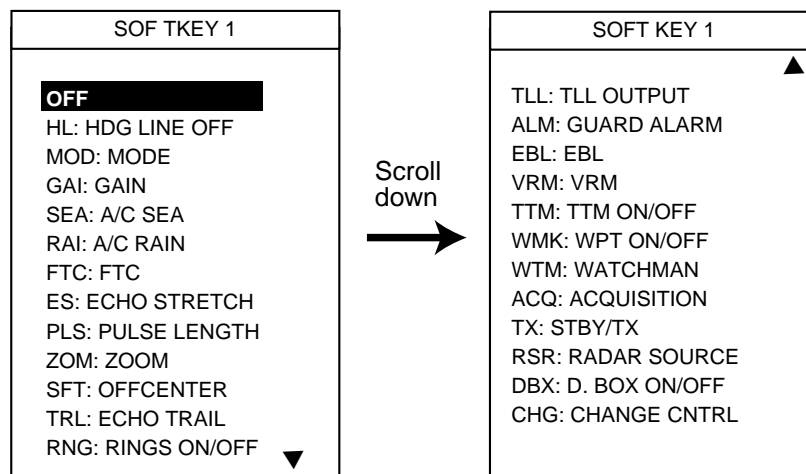 SOF TKEY 1
OFF
HL: HDG LINE OFF
MOD: MODE
GAI: GAIN
SEA: A/C SEA
RAI: A/C RAIN
FTC: FTC
ES: ECHO STRETCH
PLS: PULSE LENGTH
ZOM: ZOOM
SFT: OFFCENTER
TRL: ECHO TRAIL
RNG: RINGS ON/OFF
Scroll
down
SOFT KEY 1
TLL: TLL OUTPUT
ALM: GUARD ALARM
EBL: EBL
VRM: VRM
TTM: TTM ON/OFF
WMK: WPT ON/OFF
WTM: WATCHMAN
ACQ: ACQUISITION
TX: STBY/TX
RSR: RADAR SOURCE
DBX: D. BOX ON/OFF
CHG: CHANGE CNTRL